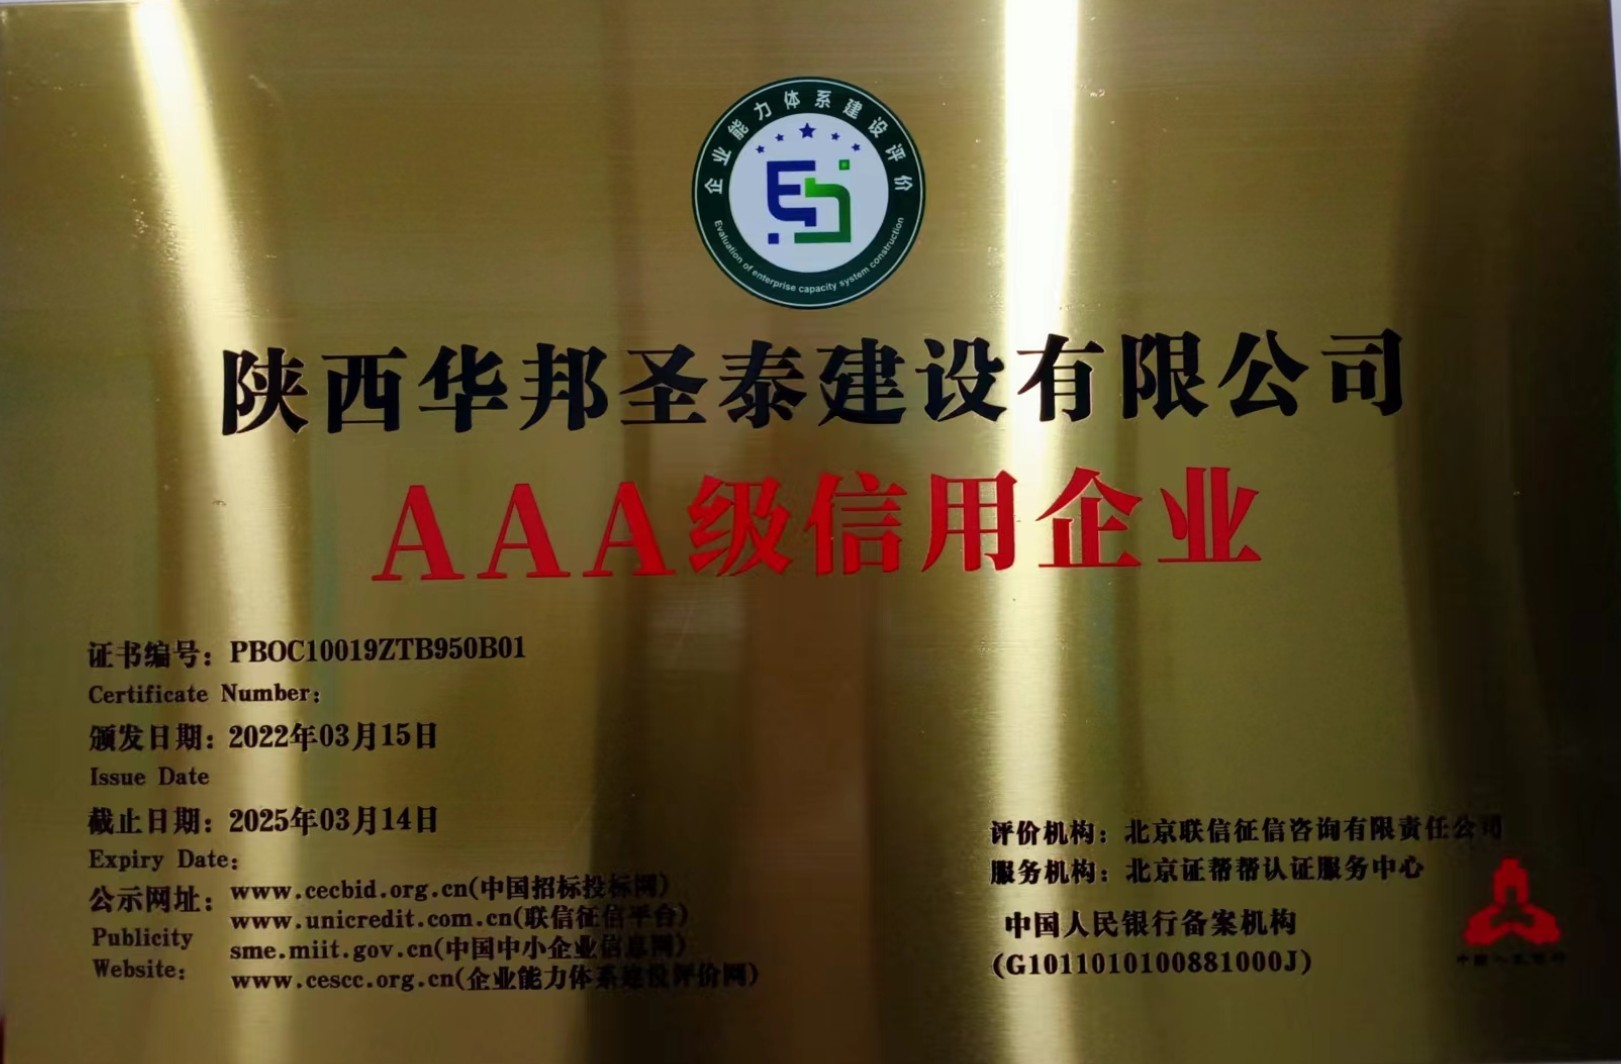 企业能力体系建设评价
Evaluation of enterprise capacity system construction
陕西华邦圣泰建设有限公司
AAA级信用企业
证书编号：PBOC10019ZTB950B01
Certificate Number：
颁发日期：2022年03月15日
Issue Date
截止日期：2025年03月14日
Expiry Date：
公示网址：www.cecbid.org.cn(中国招标投标网)
www.unicredit.com.cn(联信征信平台)
Publicity
sme.miit.gov.cn(中国中小企业信息网)
Website：
www.cescc.org.cn(企业能力体系建设评价网)
评价机构：北京联信征信咨询有限责任公司
服务机构：北京证帮帮认证服务中心
中国人民银行备案机构
(G1011010100881000J)
中国人民银行